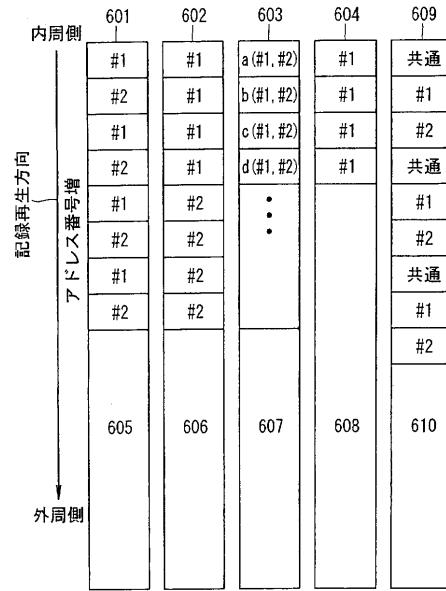 601 602 603 604 609
内周側
#1 #1 a(#1, #2) #1 共通
#2 #1 b(#1, #2) #1 #1
#1 #1 c(#1, #2) #1 #2
#2 #1 d(#1, #2) #1 共通
#1 #2 #1
#2 #2 #2
#1 #2 共通
#2 #2 #1
#2
605 606 607 608 610
記録再生方向
アドレス番号増
外周側